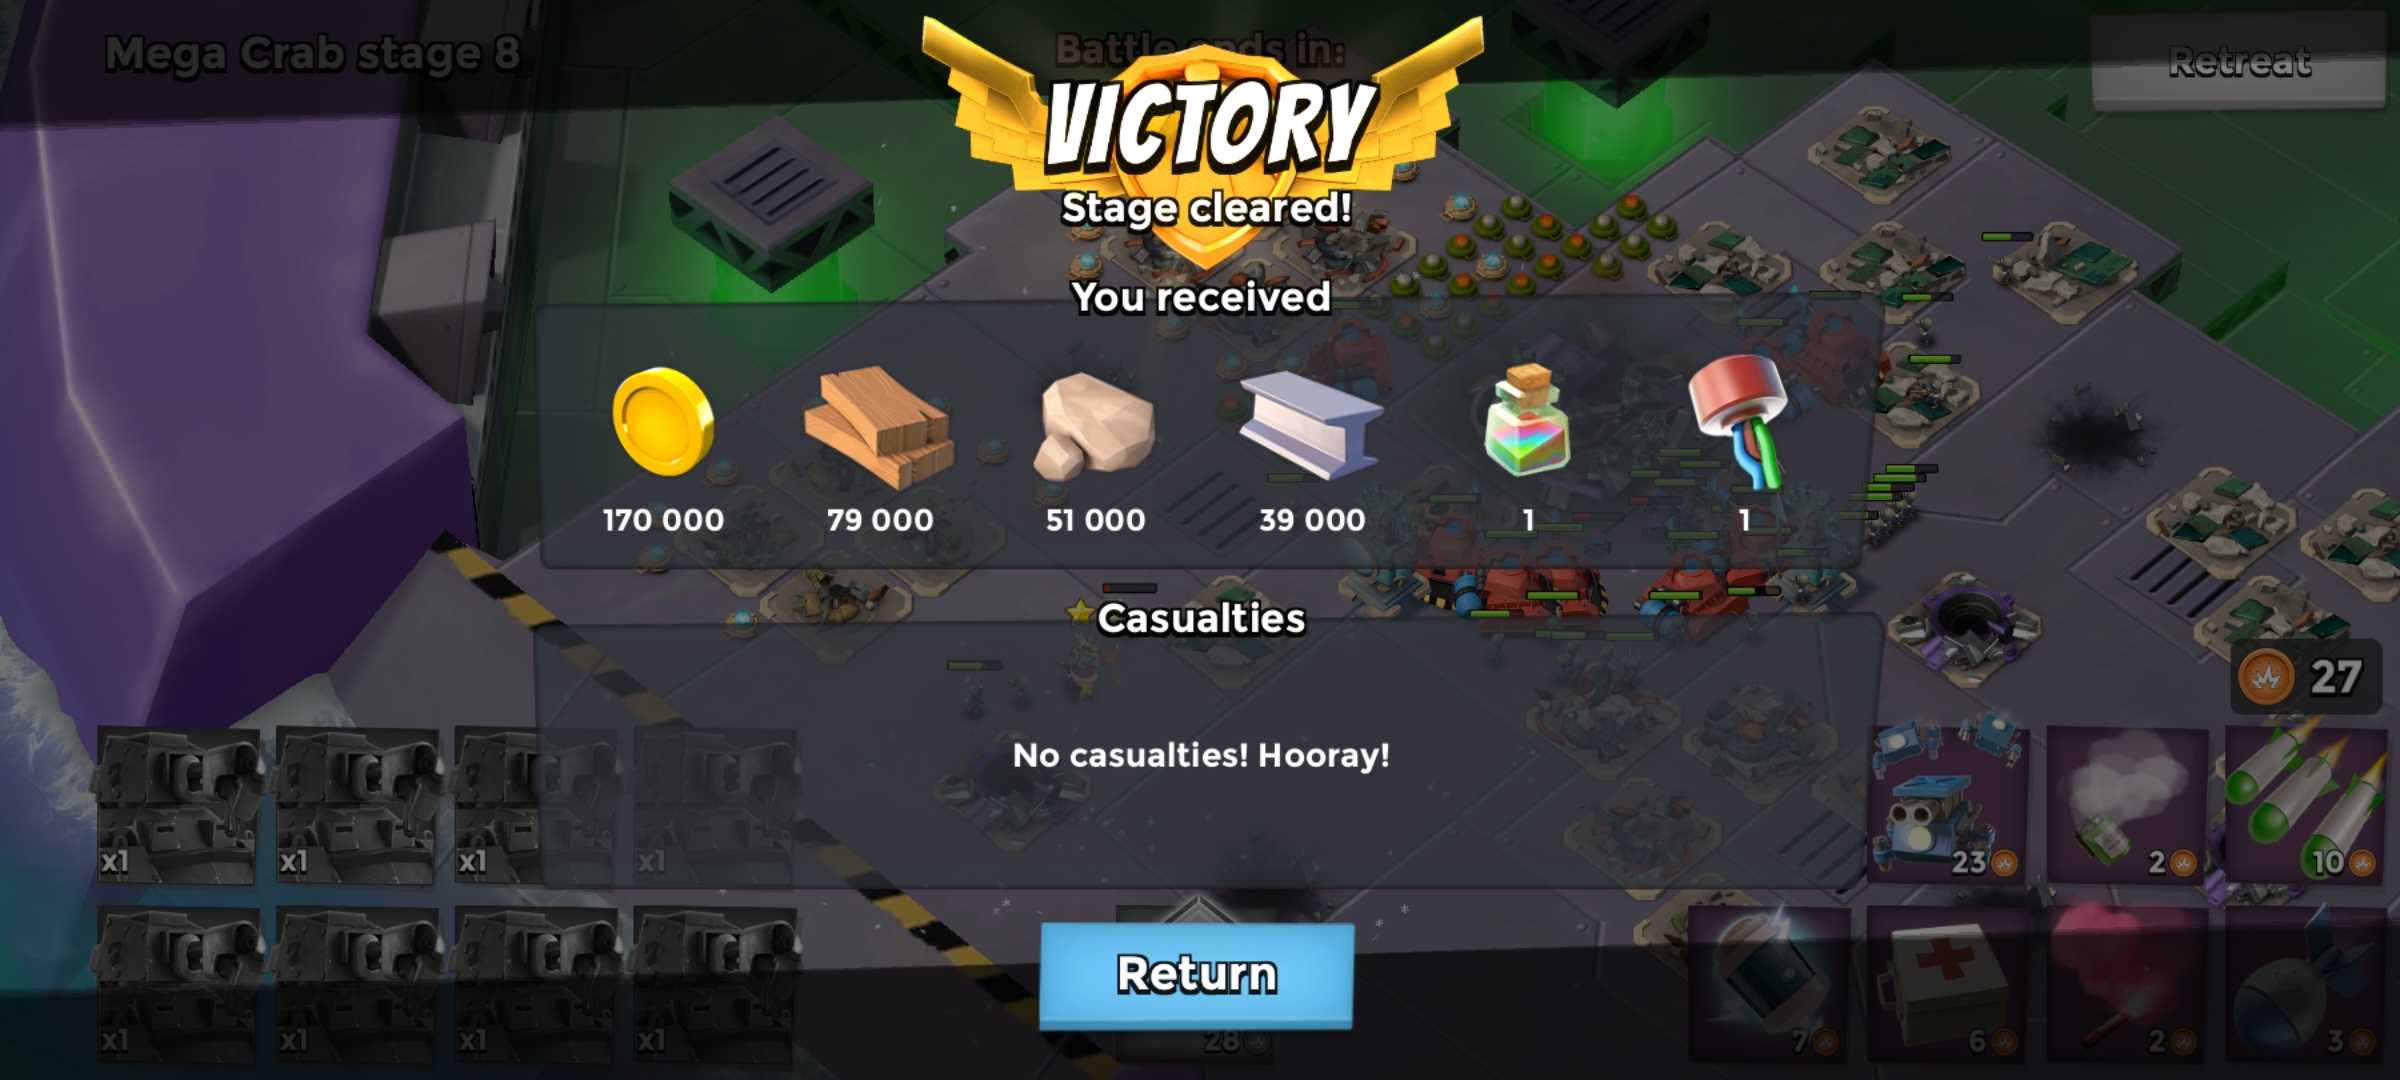 Mega Crab stage 8
Battle ends in:
Retreat
VICTORY
Stage cleared!
You received
170 000
79 000
51 000
39 000
1
1
Casualties
No casualties! Hooray!
27
x1
x1
x1
x1
23
2
10
x1
x1
x1
x1
Return
28
7
6
2
3